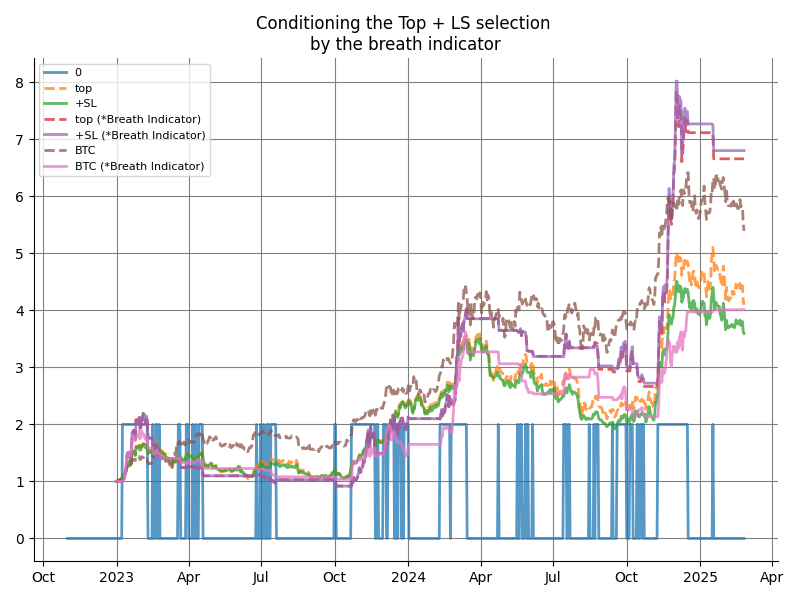 Conditioning the Top + LS selection
by the breath indicator
0
top
+SL
top (*Breath Indicator)
+SL (*Breath Indicator)
BTC
BTC (*Breath Indicator)
8
7
6
5
4
3
2
1
0
Oct 2023 Apr Jul Oct 2024 Apr Jul Oct 2025 Apr